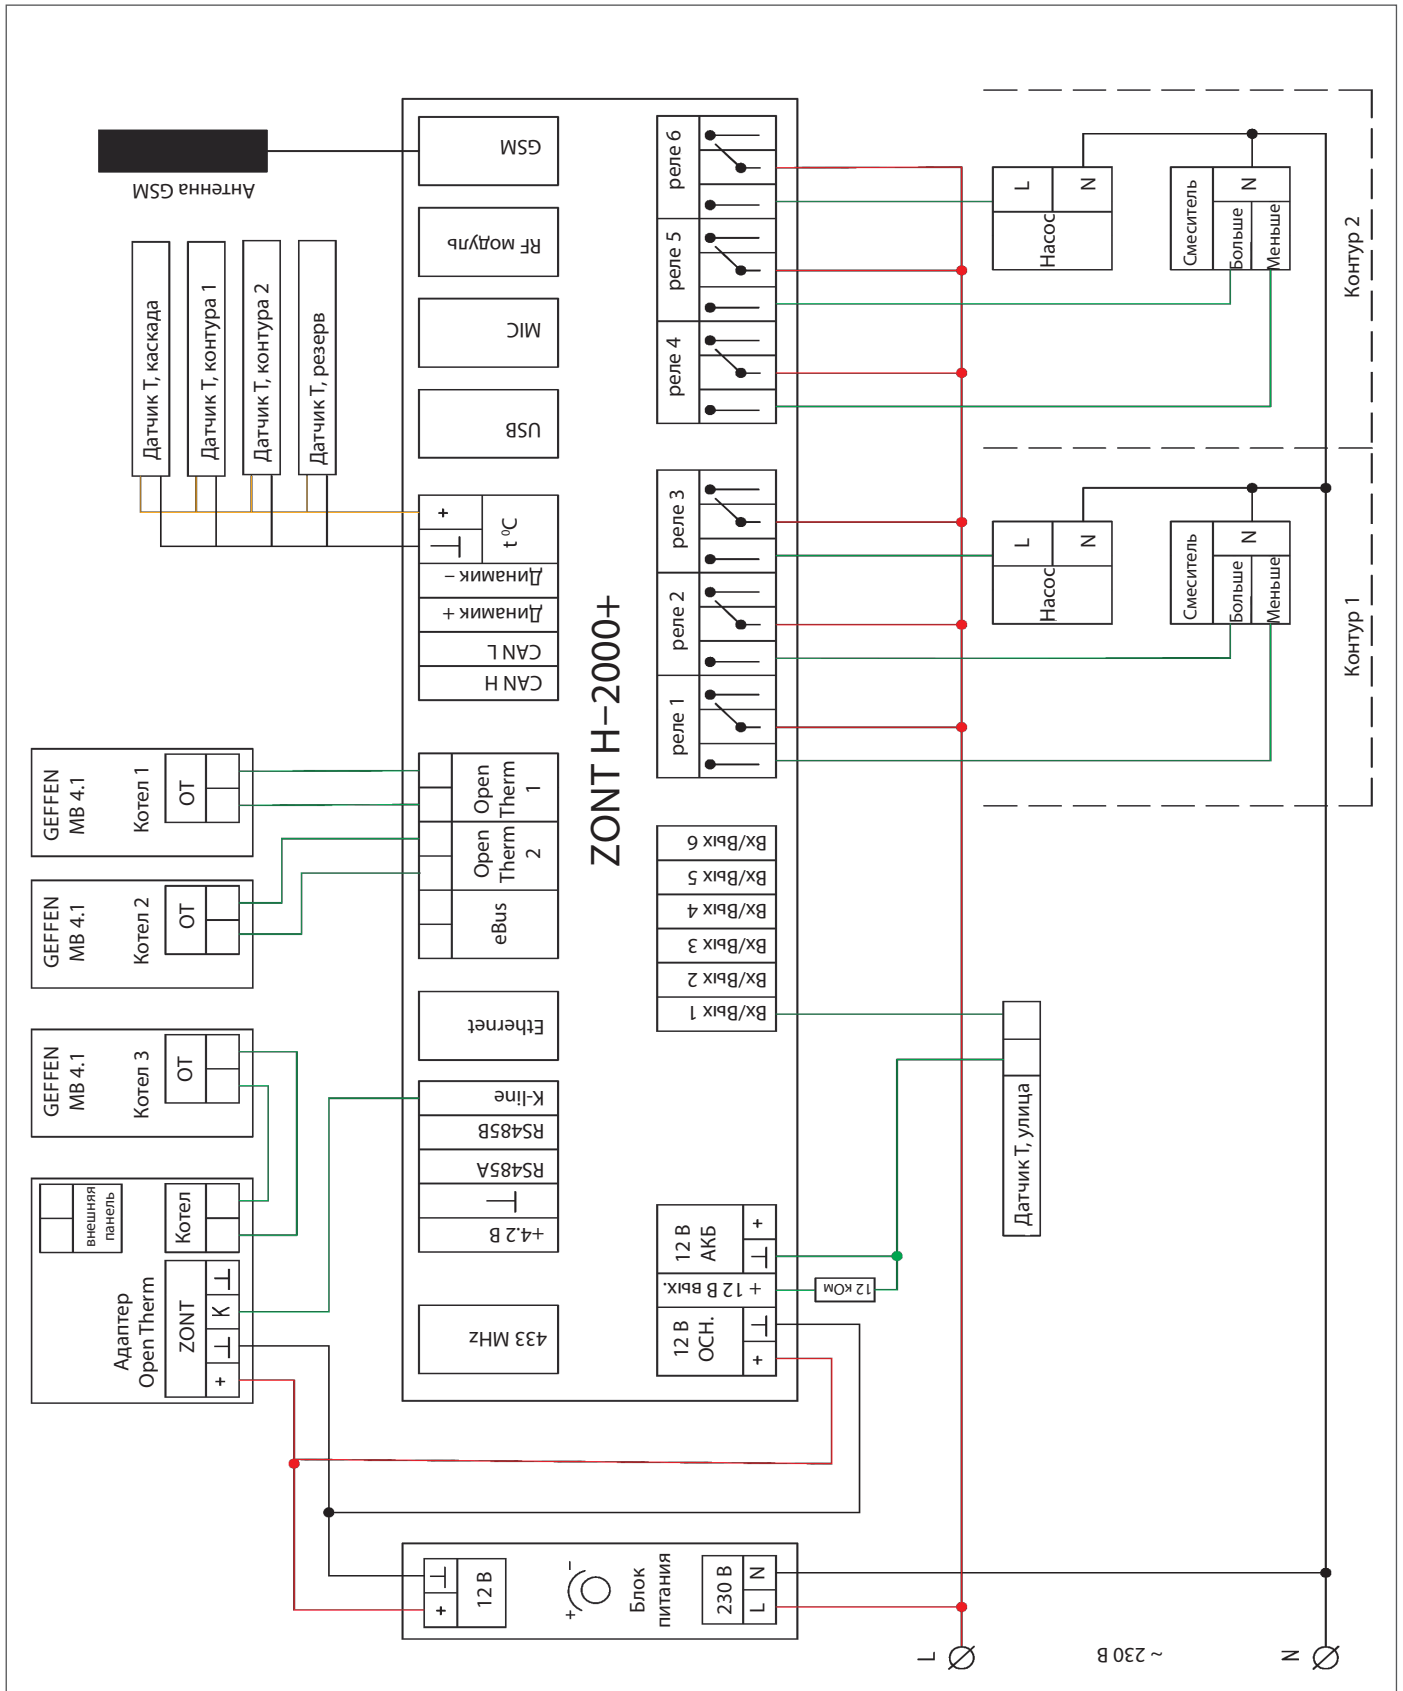 Антенна GSM
Датчик Т, каскада
Датчик Т, контура 1
Датчик Т, контура 2
Датчик Т, резерв
GEFFEN
MB 4.1
Котел 1
ОТ
GEFFEN
MB 4.1
Котел 2
ОТ
GEFFEN
MB 4.1
Котел 3
ОТ
внешняя
панель
Котел
Адаптер
Open Therm
ZONT
К
+
ZONT H–2000+
GSM
RF модуль
MIC
USB
+
t ⁰C
Динамик –
Динамик +
CAN L
CAN H
Open
Therm
1
Open
Therm
2
eBus
Ethernet
K-line
RS485B
RS485A
+4.2 В
433 MHz
реле 6
реле 5
реле 4
реле 3
реле 2
реле 1
Вх/Вых 6
Вх/Вых 5
Вх/Вых 4
Вх/Вых 3
Вх/Вых 2
Вх/Вых 1
12 В
АКБ
+
+ 12 В вых.
12 В
ОСН.
+
12 кОм
Датчик Т, улица
Насос
L
N
Смеситель
N
Больше
Меньше
Контур 2
Насос
L
N
Смеситель
N
Больше
Меньше
Контур 1
+
12 В
+
–
Блок
питания
230 В
L
N
L
~ 230 В
N